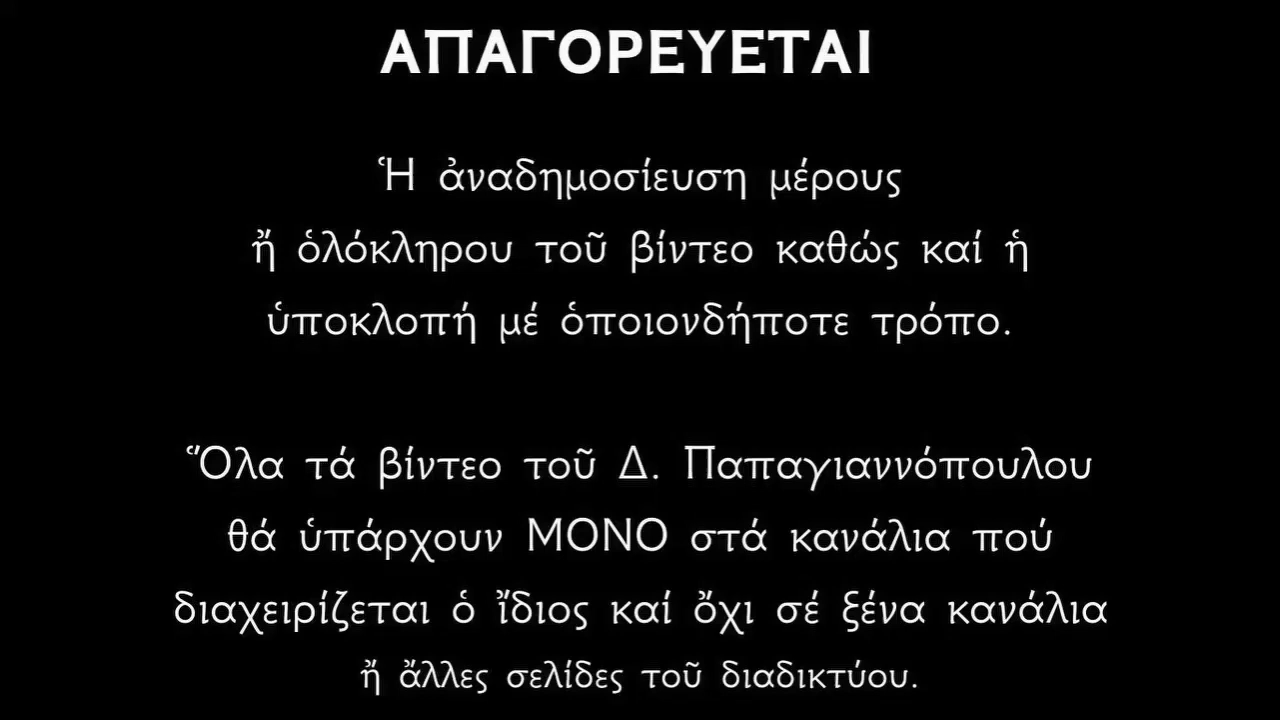 ΑΠΑΓΟΡΕΥΕΤΑΙ
Ἡ ἀναδημοσίευση μέρους
ἤ ὁλόκληρου τοῦ βίντεο καθώς καί ἡ
ὑποκλοπή μέ ὁποιονδήποτε τρόπο.
Ὅλα τά βίντεο τοῦ Δ. Παπαγιαννόπουλου
θά ὑπάρχουν ΜΟΝΟ στά κανάλια πού
διαχειρίζεται ὁ ἴδιος καί ὄχι σέ ξένα κανάλια
ἤ ἄλλες σελίδες τοῦ διαδικτύου.